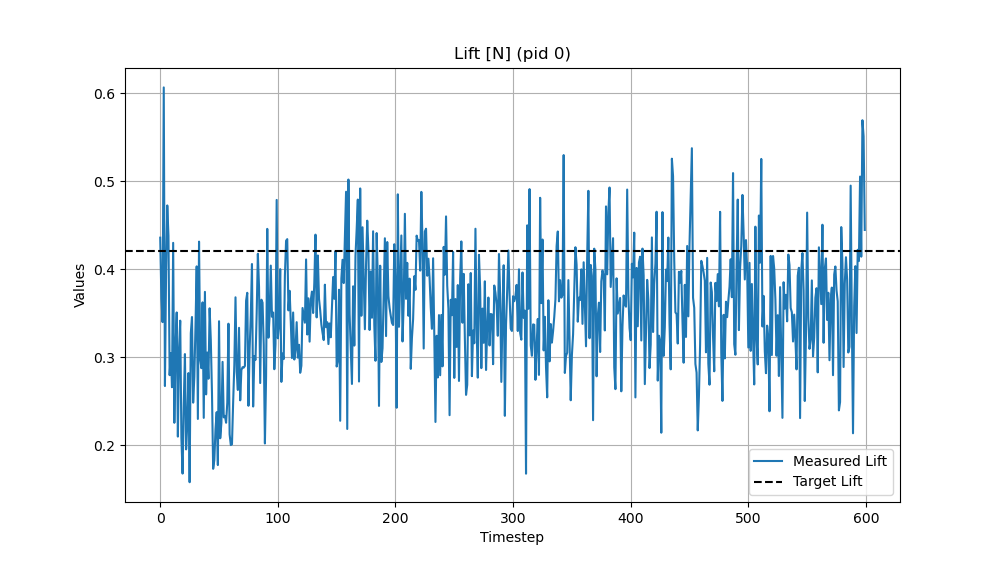 Lift [N] (pid 0)
0.6
0.5
0.4
0.3
0.2
Values
0 100 200 300 400 500 600
Timestep
Measured Lift
Target Lift